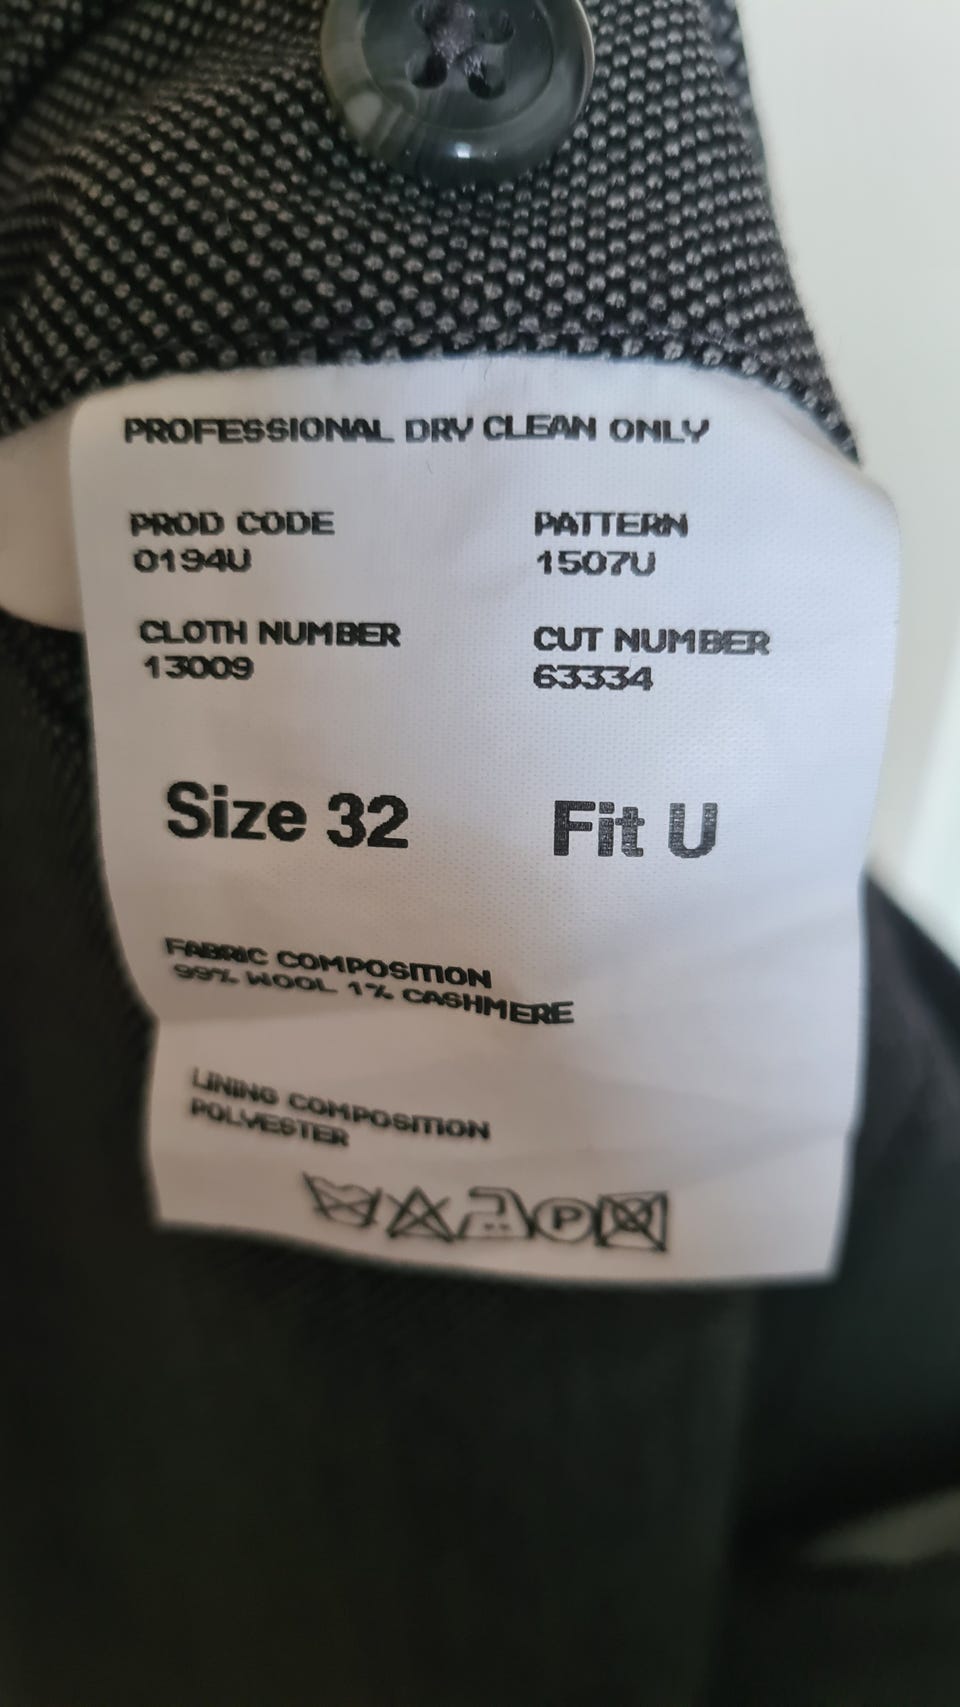 PROFESSIONAL DRY CLEAN ONLY
PROD CODE
0194U
PATTERN
1507U
CLOTH NUMBER
13009
CUT NUMBER
63334
Size 32
Fit U
FABRIC COMPOSITION
99% WOOL 1% CASHMERE
LINING COMPOSITION
POLYESTER
P